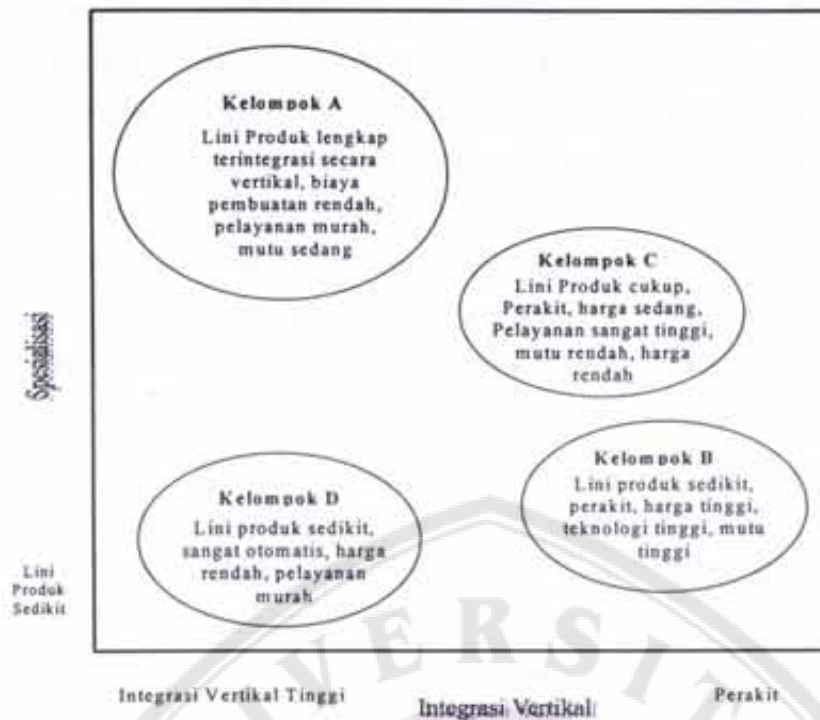 Kelompok A
Lini Produk lengkap
terintegrasi secara
vertikal, biaya
pembuatan rendah,
pelayanan murah,
mutu sedang
Kelompok C
Lini Produk cukup,
Perakit, harga sedang,
Pelayanan sangat tinggi,
mutu rendah, harga
rendah
Spesialisasi
Kelompok B
Lini produk sedikit,
perakit, harga tinggi,
teknologi tinggi, mutu
tinggi
Kelompok D
Lini produk sedikit,
sangat otomatis, harga
rendah, pelayanan
murah
Lini
Produk
Sedikit
VERSIT
Integrasi Vertikal Tinggi
Integrasi Vertikal
Perakit